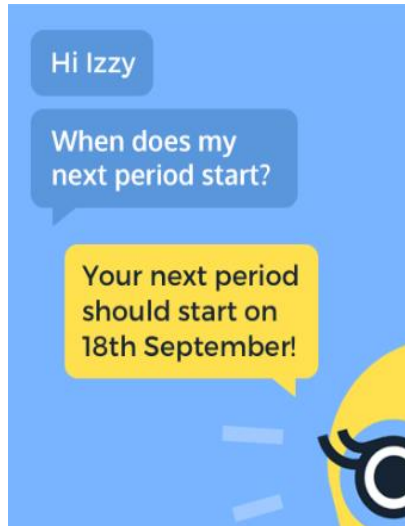 Hi Izzy
When does my
next period start?
Your next period
should start on
18th September!